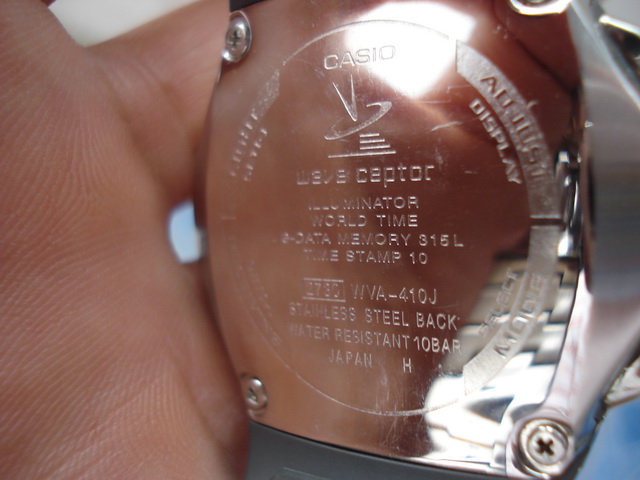 CASIO
ADJUST
DISPLAY
wave ceptor
ILLUMINATOR
WORLD TIME
DATA MEMORY 315L
TIME STAMP 10
WVA-410J
STAINLESS STEEL BACK
WATER RESISTANT 10BAR
JAPAN H
MODE